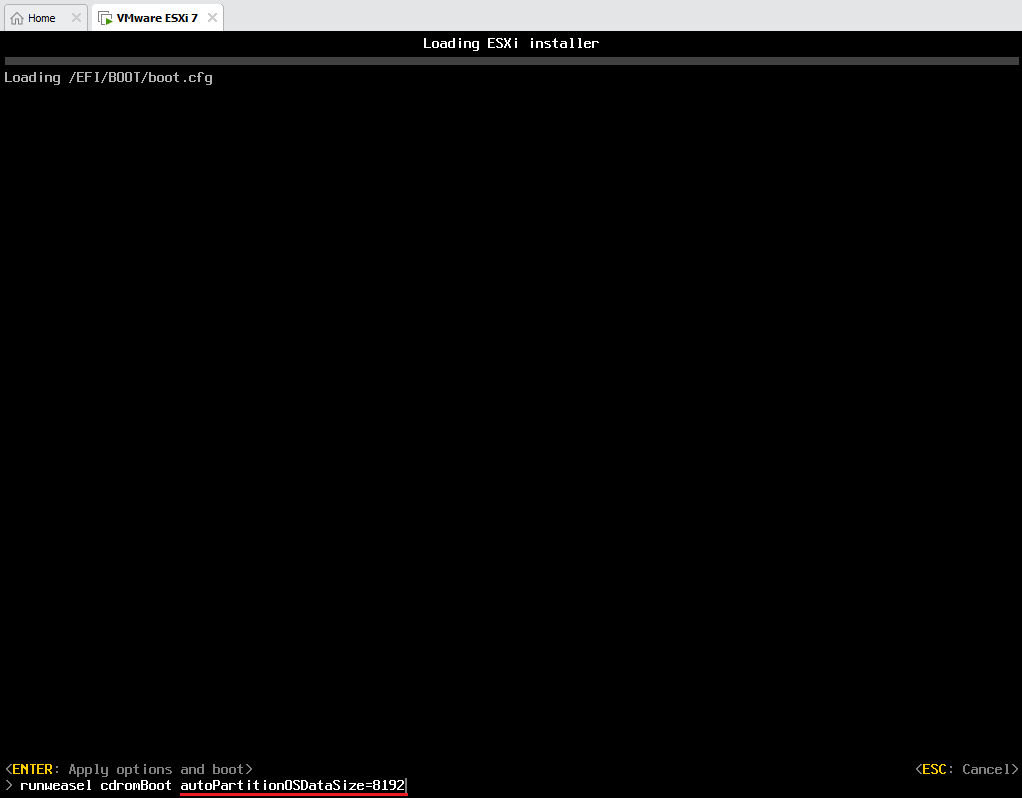 Home VMware ESXi 7
Loading ESXi installer
Loading /EFI/BOOT/boot.cfg
<ENTER: Apply options and boot> <ESC: Cancel>
> runweasel cdromBoot autoPartitionOSDataSize=8192